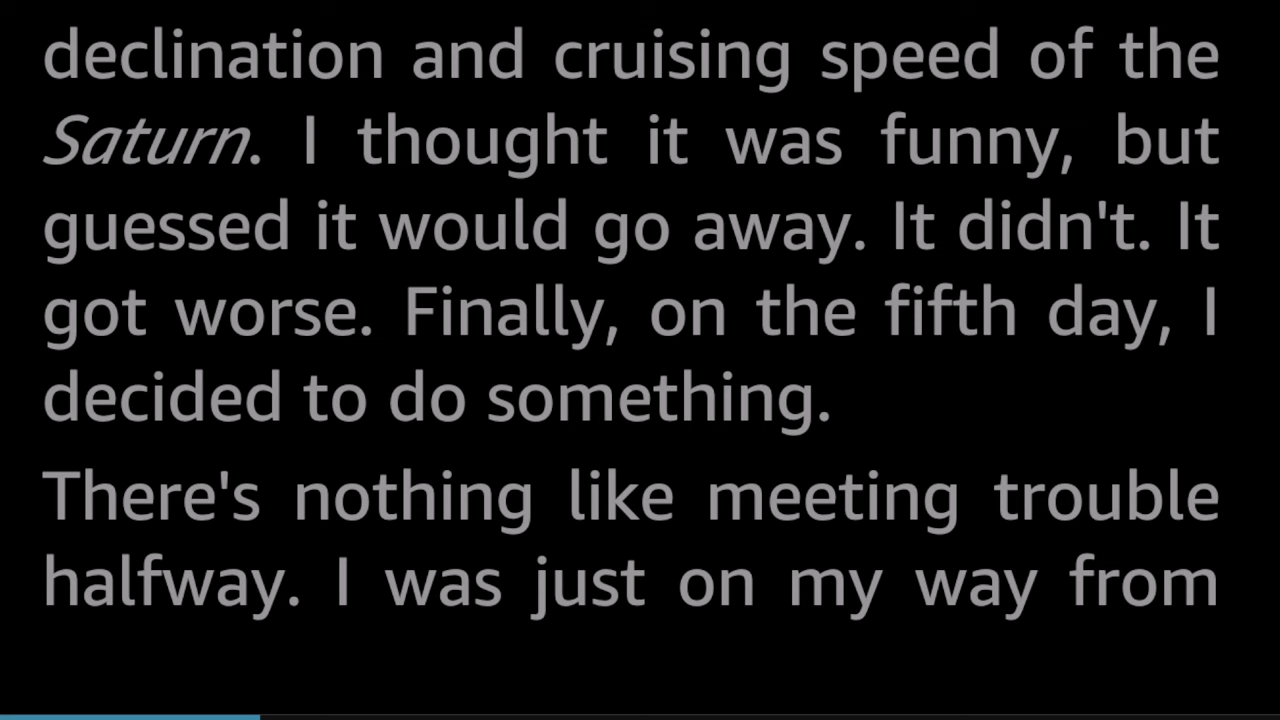 declination and cruising speed of the
Saturn. I thought it was funny, but
guessed it would go away. It didn't. It
got worse. Finally, on the fifth day, I
decided to do something.
There's nothing like meeting trouble
halfway. I was just on my way from